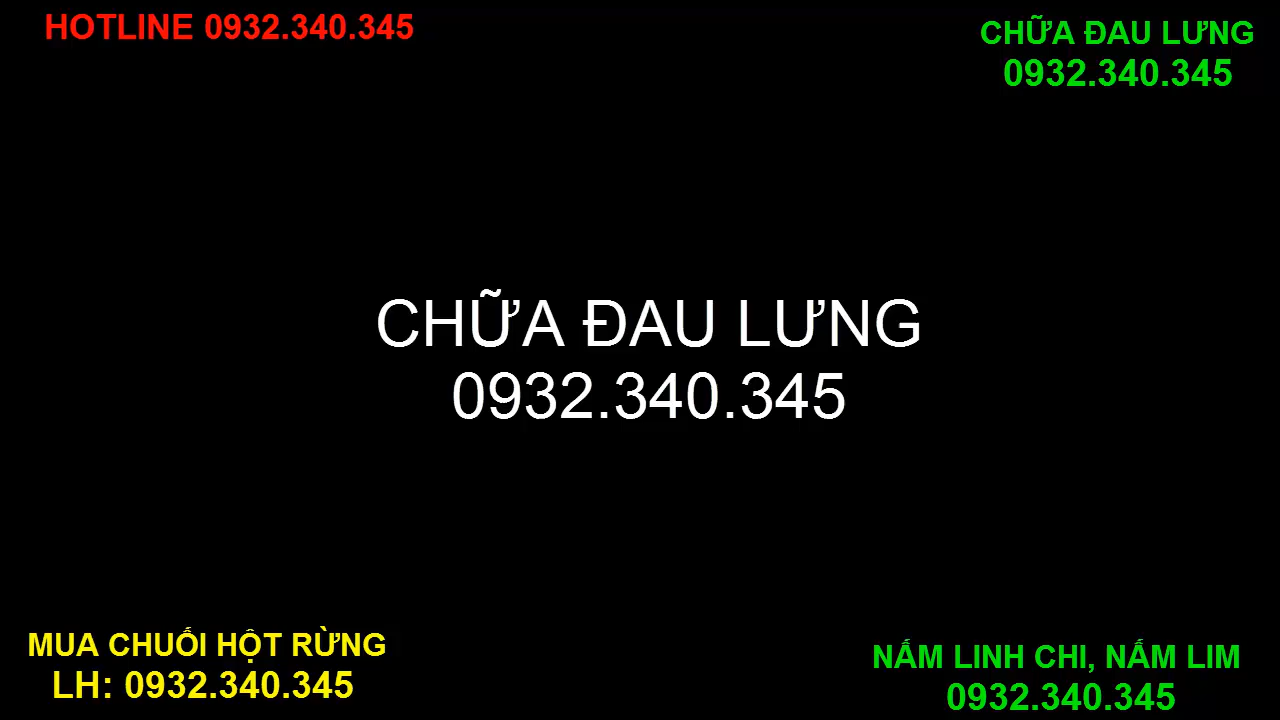 HOTLINE 0932.340.345
CHỮA ĐAU LƯNG
0932.340.345
CHỮA ĐAU LƯNG
0932.340.345
MUA CHUỐI HỘT RỪNG
LH: 0932.340.345
NẤM LINH CHI, NẤM LIM
0932.340.345